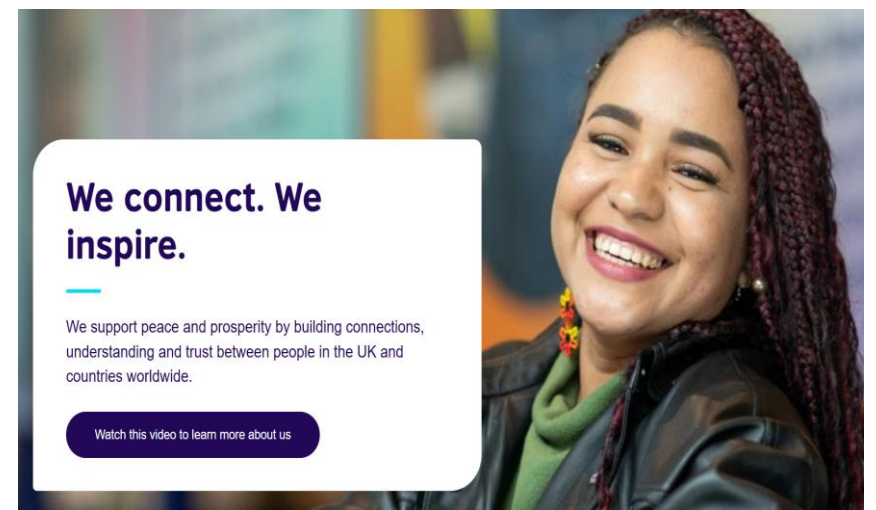 We connect. We
inspire.
We support peace and prosperity by building connections,
understanding and trust between people in the UK and
countries worldwide.
Watch this video to learn more about us